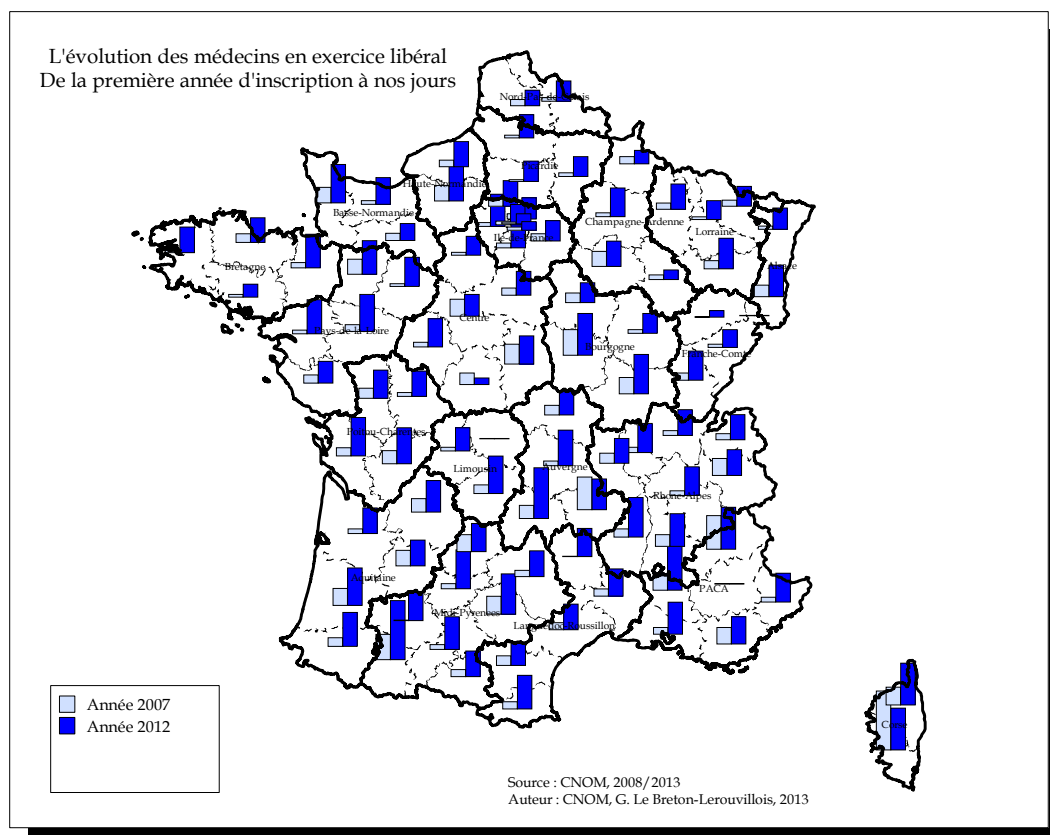 L'évolution des médecins en exercice libéral
De la première année d'inscription à nos jours
Haute-Normandie
Basse-Normandie
Champagne-Ardenne
Lorraine
Bretagne
Pays-de-la-Loire
Centre
Bourgogne
Franche-Comté
Poitou-Charentes
Limousin
Auvergne
Rhône-Alpes
Aquitaine
Midi-Pyrenées
PACA
Languedoc-Roussillon
Année 2007
Année 2012
Source : CNOM, 2008/2013
Auteur : CNOM, G. Le Breton-Lerouvillois, 2013